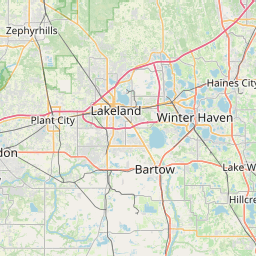 Zephyrhills
Haines City
Lakeland
Plant City
Winter Haven
don
Lake W
Bartow
Hillcre